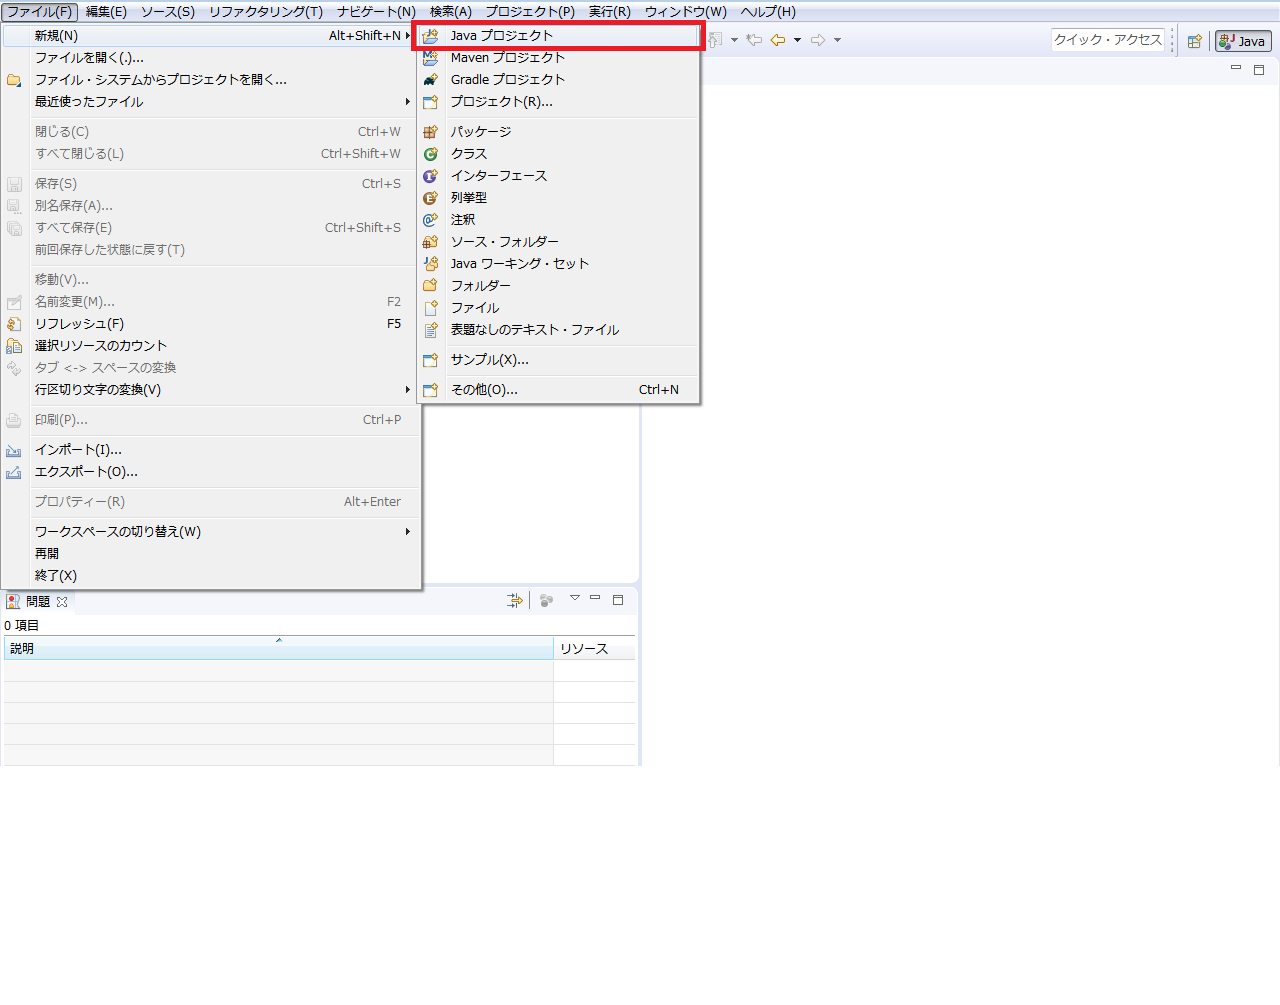 ファイル(F) 編集(E) ソース(S) リファクタリング(T) ナビゲート(N) 検索(A) プロジェクト(P) 実行(R) ウィンドウ(W) ヘルプ(H)
新規(N) Alt+Shift+N
ファイルを開く(.)...
ファイル・システムからプロジェクトを開く...
最近使ったファイル
閉じる(C) Ctrl+W
すべて閉じる(L) Ctrl+Shift+W
保存(S) Ctrl+S
別名保存(A)...
すべて保存(E) Ctrl+Shift+S
前回保存した状態に戻す(T)
移動(V)...
名前変更(M)... F2
リフレッシュ(F) F5
選択リソースのカウント
タブ <-> スペースの変換
行区切り文字の変換(V)
印刷(P)... Ctrl+P
インポート(I)...
エクスポート(O)...
プロパティー(R) Alt+Enter
ワークスペースの切り替え(W)
再開
終了(X)
Java プロジェクト
Maven プロジェクト
Gradle プロジェクト
プロジェクト(R)...
パッケージ
クラス
インターフェース
列挙型
注釈
ソース・フォルダー
Java ワーキング・セット
フォルダー
ファイル
表題なしのテキスト・ファイル
サンプル(X)...
その他(O)... Ctrl+N
クイック・アクセス
Java
問題
0 項目
説明 リソース